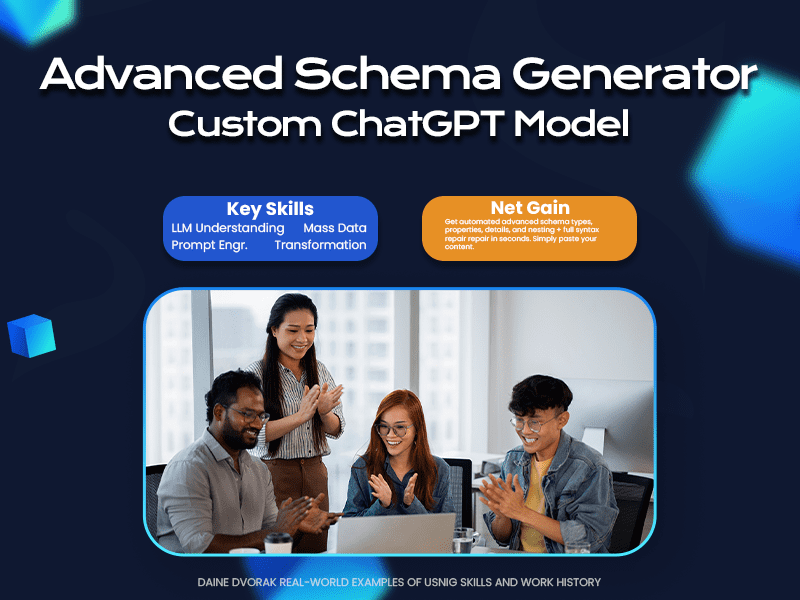 Advanced Schema Generator
Custom ChatGPT Model
Key Skills
LLM Understanding Mass Data
Prompt Engr. Transformation
Net Gain
Get automated advanced schema types,
properties, details, and nesting + full syntax
repair repair in seconds. Simply paste your
content.
DAINE DVORAK REAL-WORLD EXAMPLES OF USNIG SKILLS AND WORK HISTORY